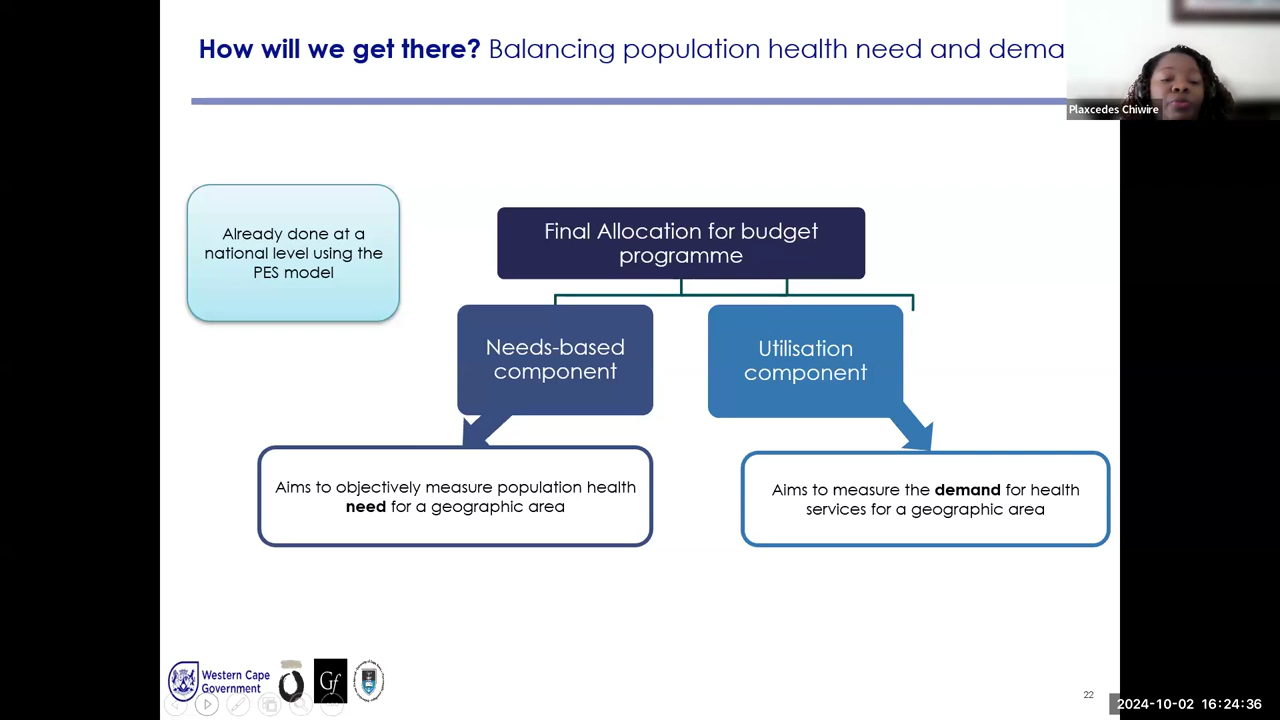 How will we get there? Balancing population health need and dema
Plaxcedes Chiwire
Already done at a
national level using the
PES model
Final Allocation for budget
programme
Needs-based
component
Utilisation
component
Aims to objectively measure population health
need for a geographic area
Aims to measure the demand for health
services for a geographic area
Western Cape
Government
Gf
22
2024-10-02 16:24:36